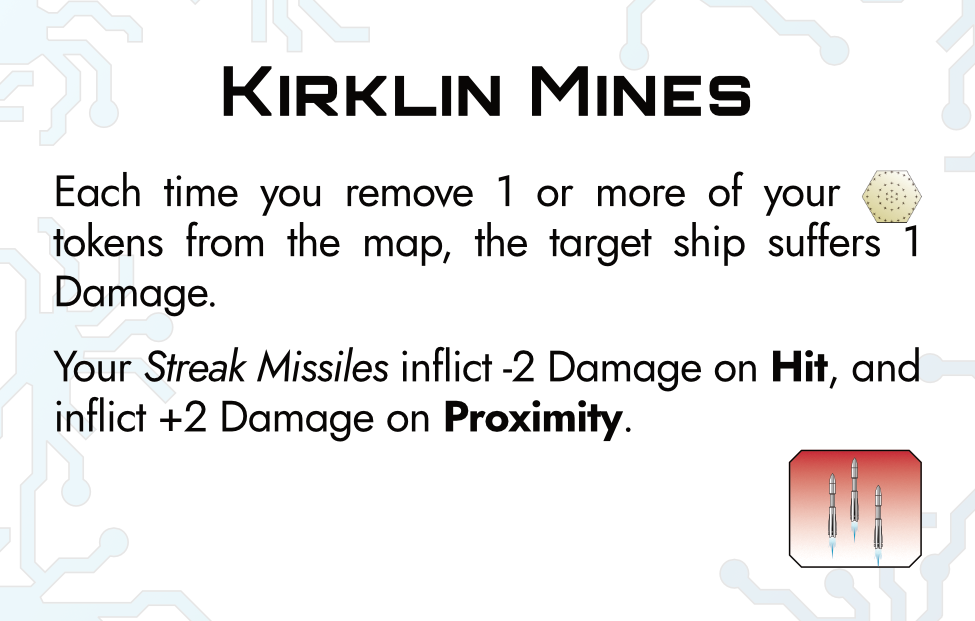 Kirklin Mines
Each time you remove 1 or more of your
tokens from the map, the target ship suffers 1
Damage.
Your Streak Missiles inflict -2 Damage on Hit, and
inflict +2 Damage on Proximity.